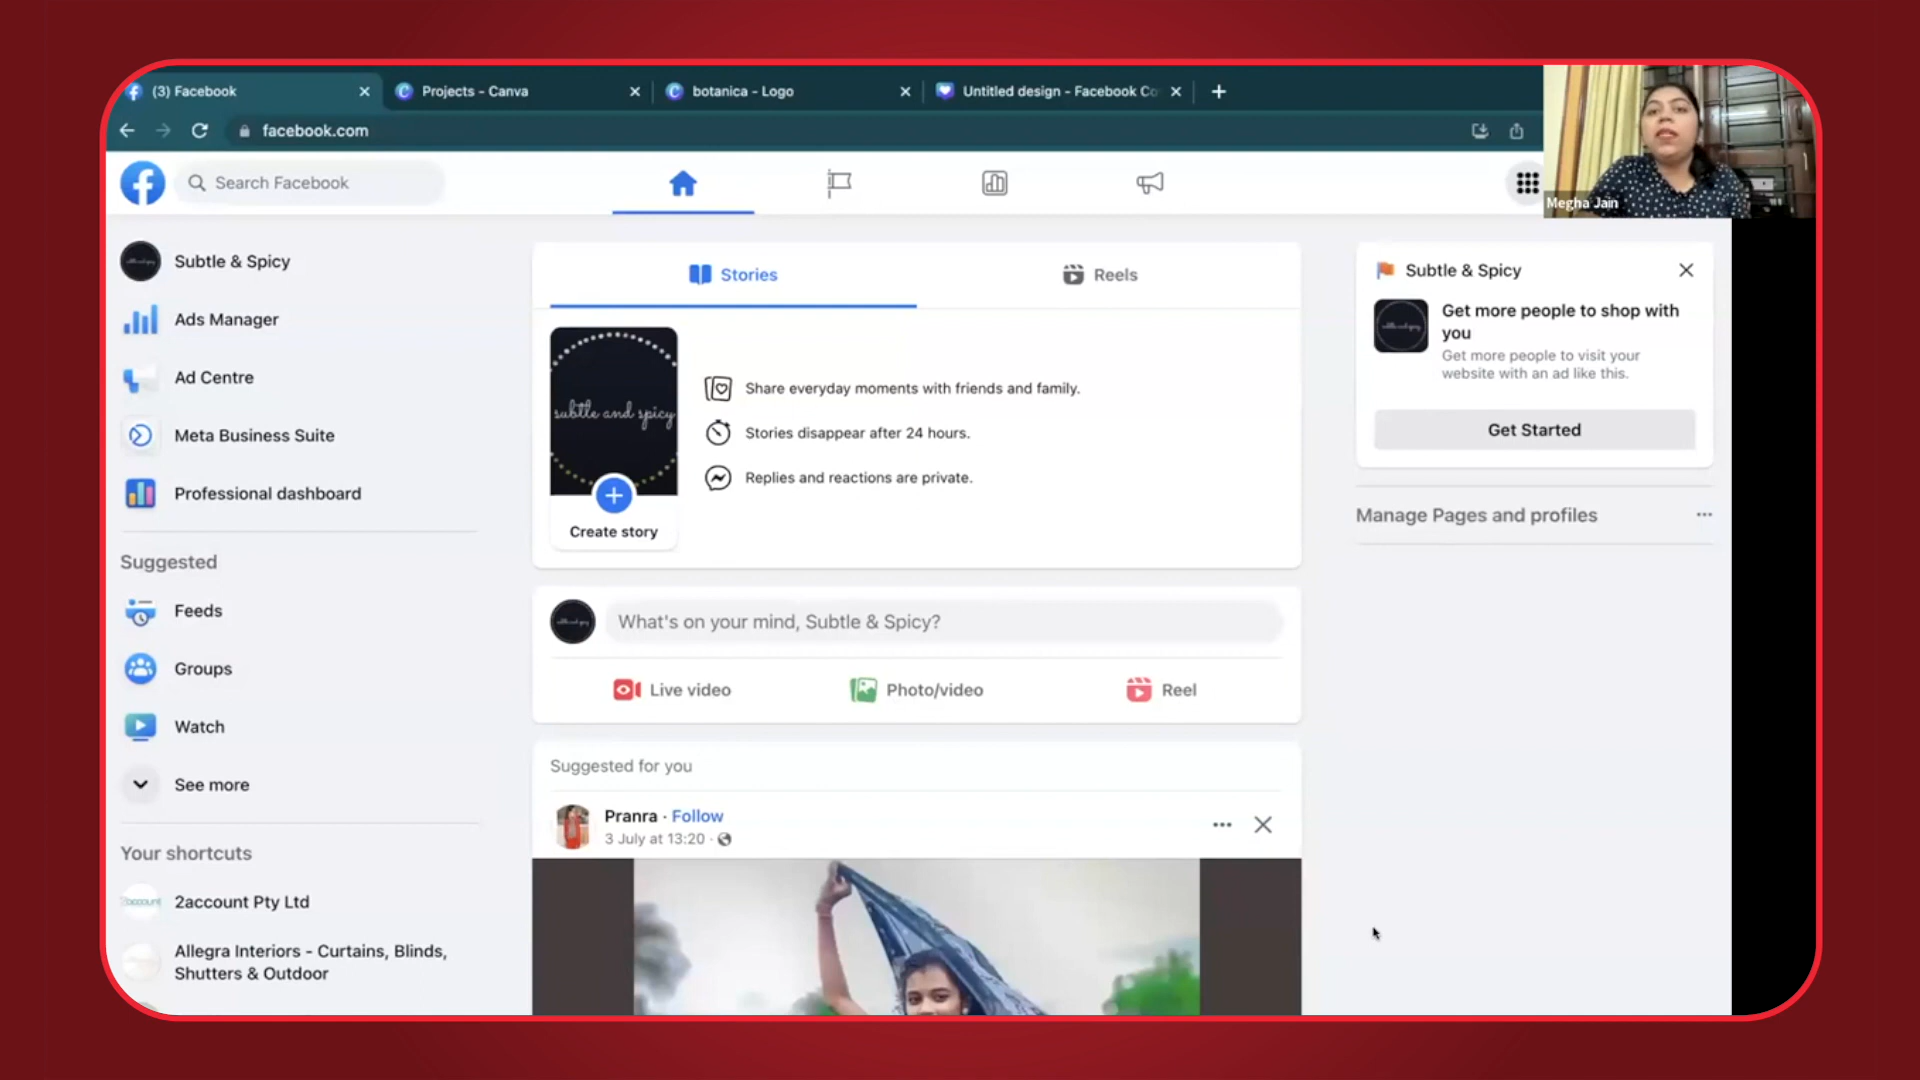 (3) Facebook
Projects - Canva
botanica - Logo
Untitled design - Facebook Co
facebook.com
Megha Jain
Search Facebook
Subtle & Spicy
Ads Manager
Ad Centre
Meta Business Suite
Professional dashboard
Suggested
Feeds
Groups
Watch
See more
Your shortcuts
2account Pty Ltd
Allegra Interiors - Curtains, Blinds,
Shutters & Outdoor
Stories
Reels
subtle and spicy
Create story
Share everyday moments with friends and family.
Stories disappear after 24 hours.
Replies and reactions are private.
What's on your mind, Subtle & Spicy?
Live video
Photo/video
Reel
Suggested for you
Pranra · Follow
3 July at 13:20 ·
Subtle & Spicy
Get more people to shop with
you
Get more people to visit your
website with an ad like this.
Get Started
Manage Pages and profiles